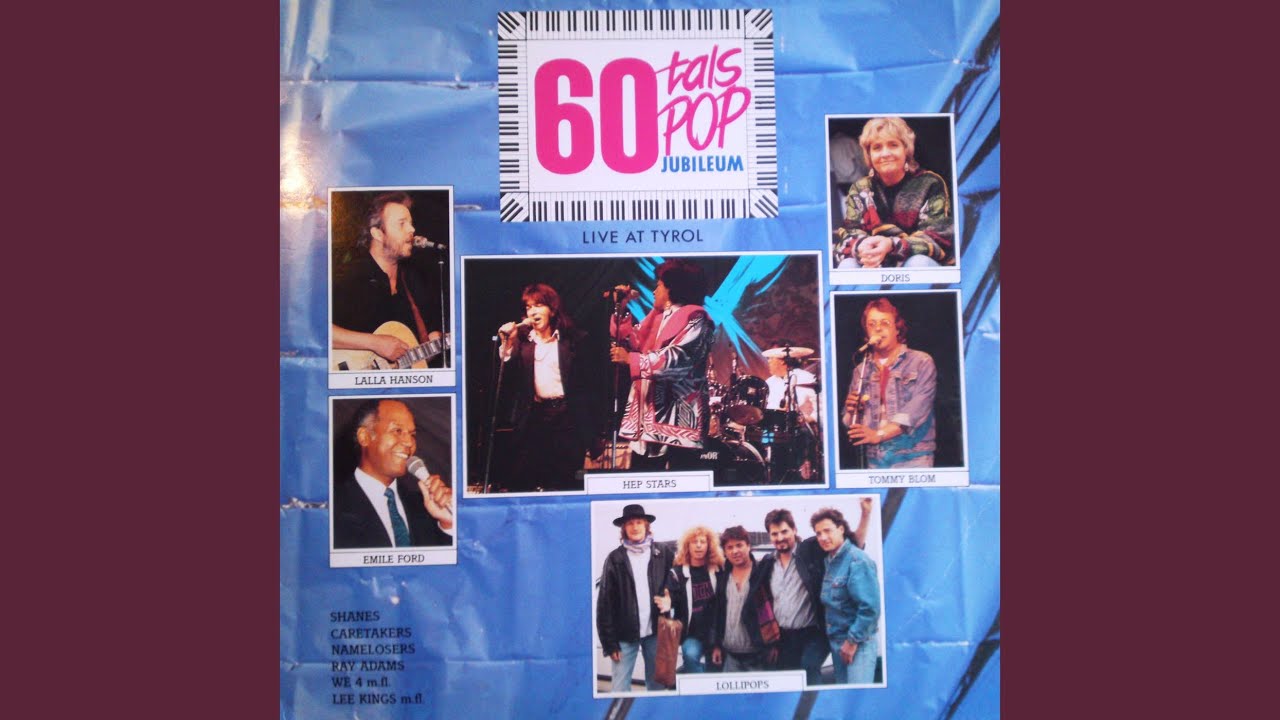 60 tals
POP
JUBILEUM
LIVE AT TYROL
LALLA HANSON
EMILE FORD
HEP STARS
DORIS
TOMMY BLOM
LOLLIPOPS
SHANES
CARETAKERS
NAMELOSERS
RAY ADAMS
WE 4 m.fl.
LEE KINGS m.fl.